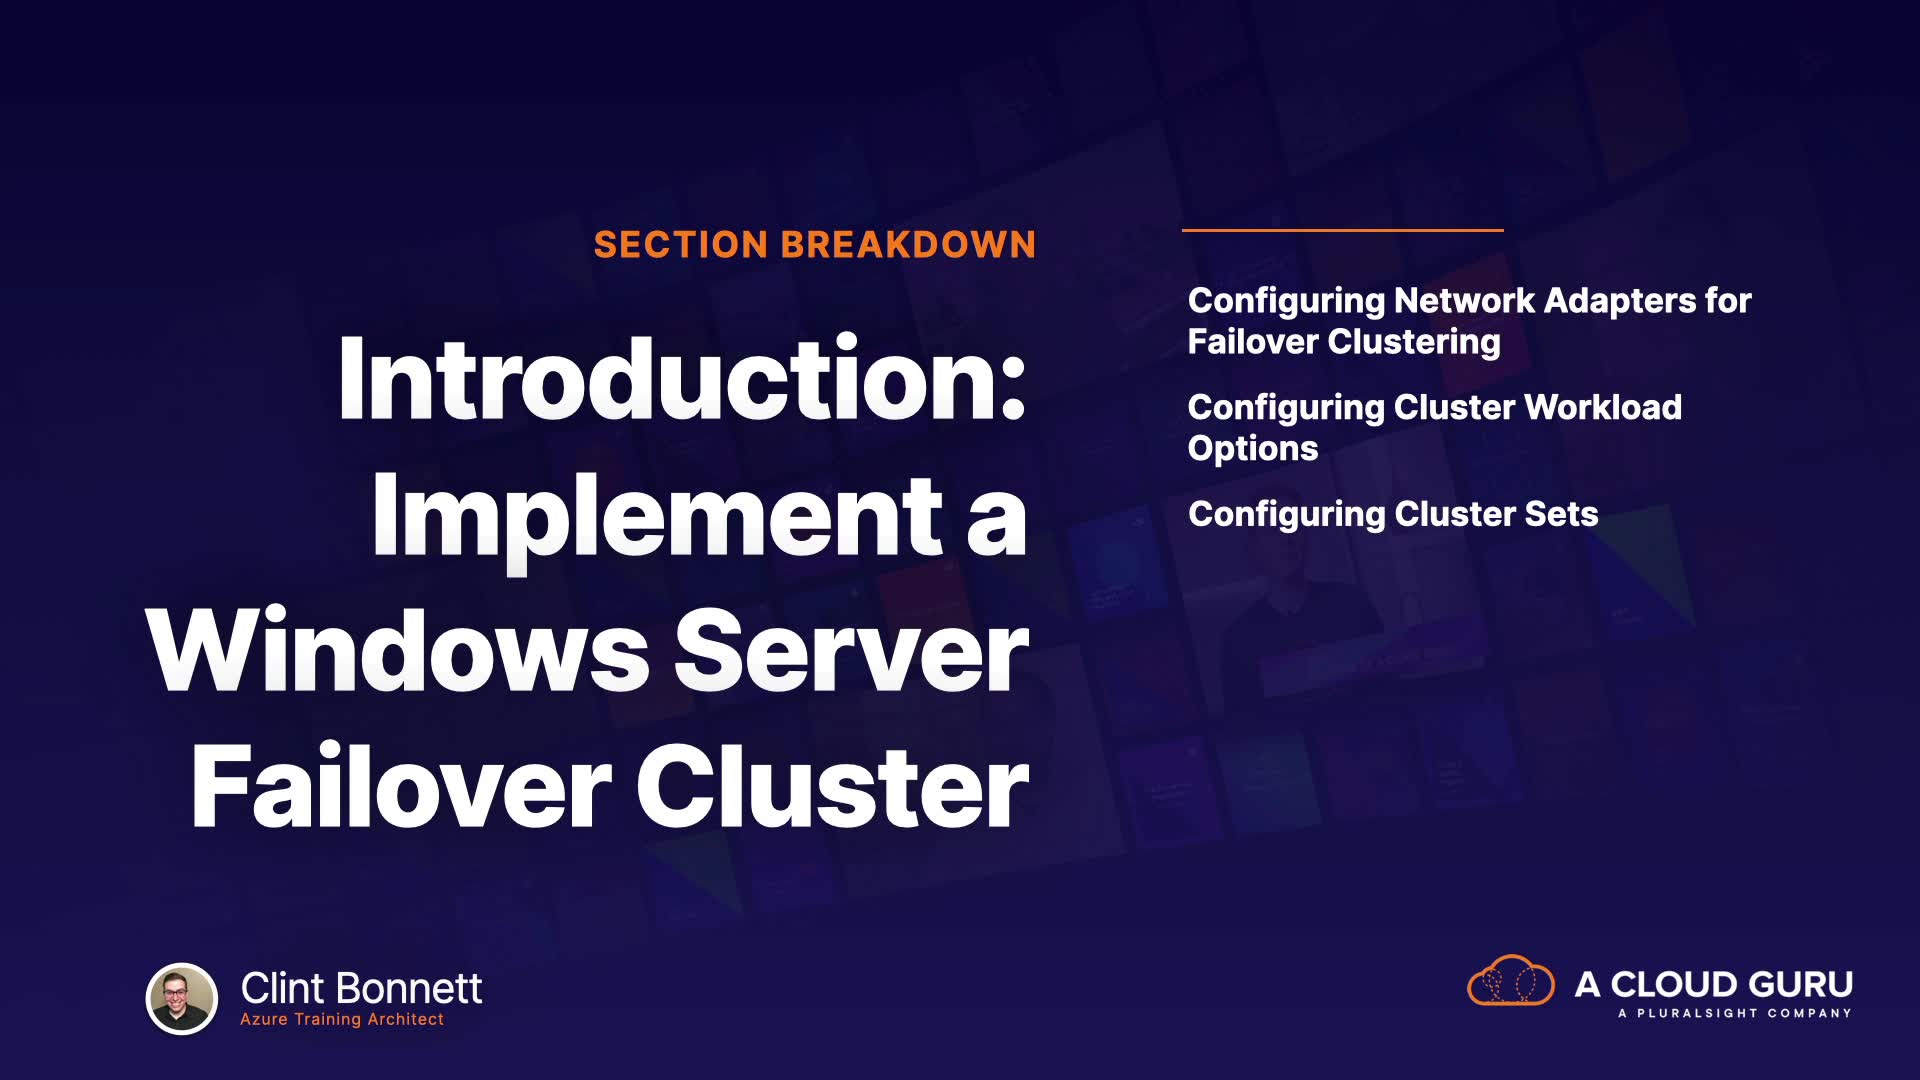 SECTION BREAKDOWN
Introduction:
Implement a
Windows Server
Failover Cluster
Configuring Network Adapters for
Failover Clustering
Configuring Cluster Workload
Options
Configuring Cluster Sets
Clint Bonnett
Azure Training Architect
A CLOUD GURU
A PLURALSIGHT COMPANY